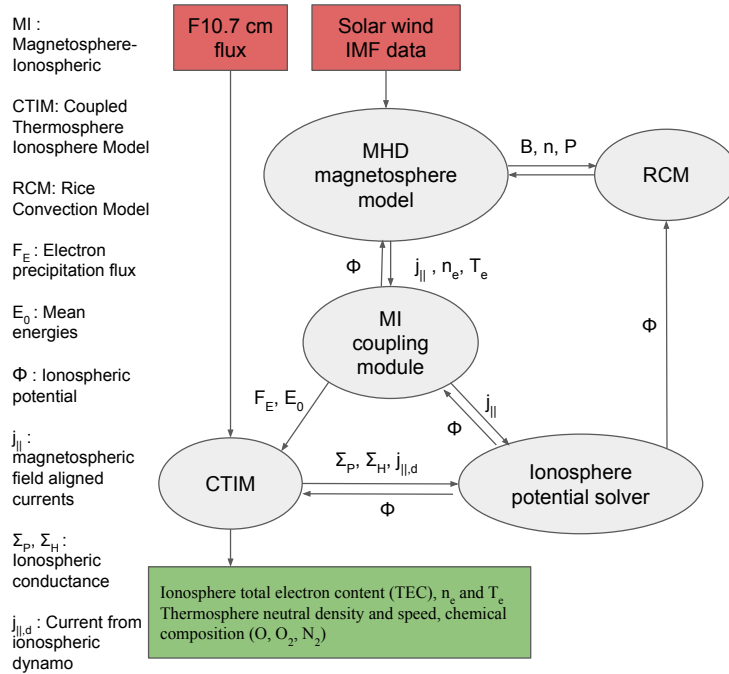 MI :
Magnetosphere-
Ionospheric
CTIM: Coupled
Thermosphere
Ionosphere Model
RCM: Rice
Convection Model
F_E : Electron
precipitation flux
E_0 : Mean
energies
Φ : Ionospheric
potential
j_|| :
magnetospheric
field aligned
currents
Σ_P, Σ_H :
Ionospheric
conductance
j_||,d : Current from
ionospheric
dynamo
F10.7 cm
flux
Solar wind
IMF data
MHD
magnetosphere
model
B, n, P
RCM
Φ
j_|| , n_e, T_e
MI
coupling
module
Φ
F_E, E_0
j_||
Φ
CTIM
Σ_P, Σ_H, j_||,d
Φ
Ionosphere
potential solver
Ionosphere total electron content (TEC), n_e and T_e
Thermosphere neutral density and speed, chemical
composition (O, O_2, N_2)